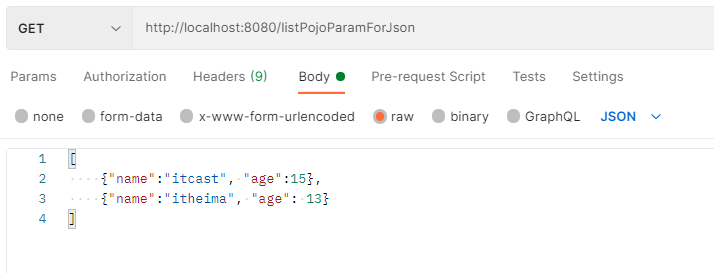 GET http://localhost:8080/listPojoParamForJson
Params Authorization Headers (9) Body Pre-request Script Tests Settings
none form-data x-www-form-urlencoded raw binary GraphQL JSON
1 [
2 ····{"name":"itcast",·"age":15},
3 ····{"name":"itheima",·"age":·13}
4 ]